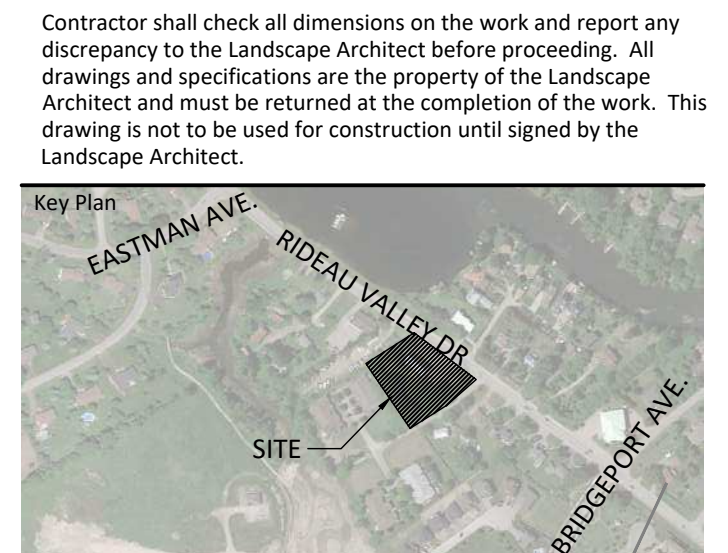 Contractor shall check all dimensions on the work and report any
discrepancy to the Landscape Architect before proceeding.  All
drawings and specifications are the property of the Landscape
Architect and must be returned at the completion of the work.  This
drawing is not to be used for construction until signed by the
Landscape Architect.
Key Plan
EASTMAN AVE.
RIDEAU VALLEY DR
SITE
BRIDGEPORT AVE.